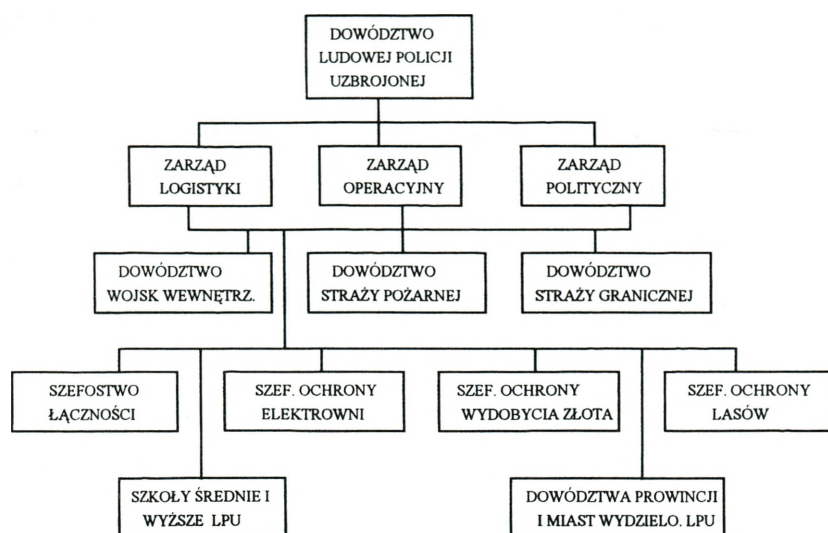 DOWÓDZTWO
LUDOWEJ POLICJI
UZBROJONEJ
ZARZĄD
LOGISTYKI
ZARZĄD
OPERACYJNY
ZARZĄD
POLITYCZNY
DOWÓDZTWO
WOJSK WEWNĘTRZ.
DOWÓDZTWO
STRAŻY POŻARNEJ
DOWÓDZTWO
STRAŻY GRANICZNEJ
SZEFOSTWO
ŁĄCZNOŚCI
SZEF. OCHRONY
ELEKTROWNI
SZEF. OCHRONY
WYDOBYCIA ZŁOTA
SZEF. OCHRONY
LASÓW
SZKOŁY ŚREDNIE I
WYŻSZE LPU
DOWÓDZTWA PROWINCJI
I MIAST WYDZIELO. LPU